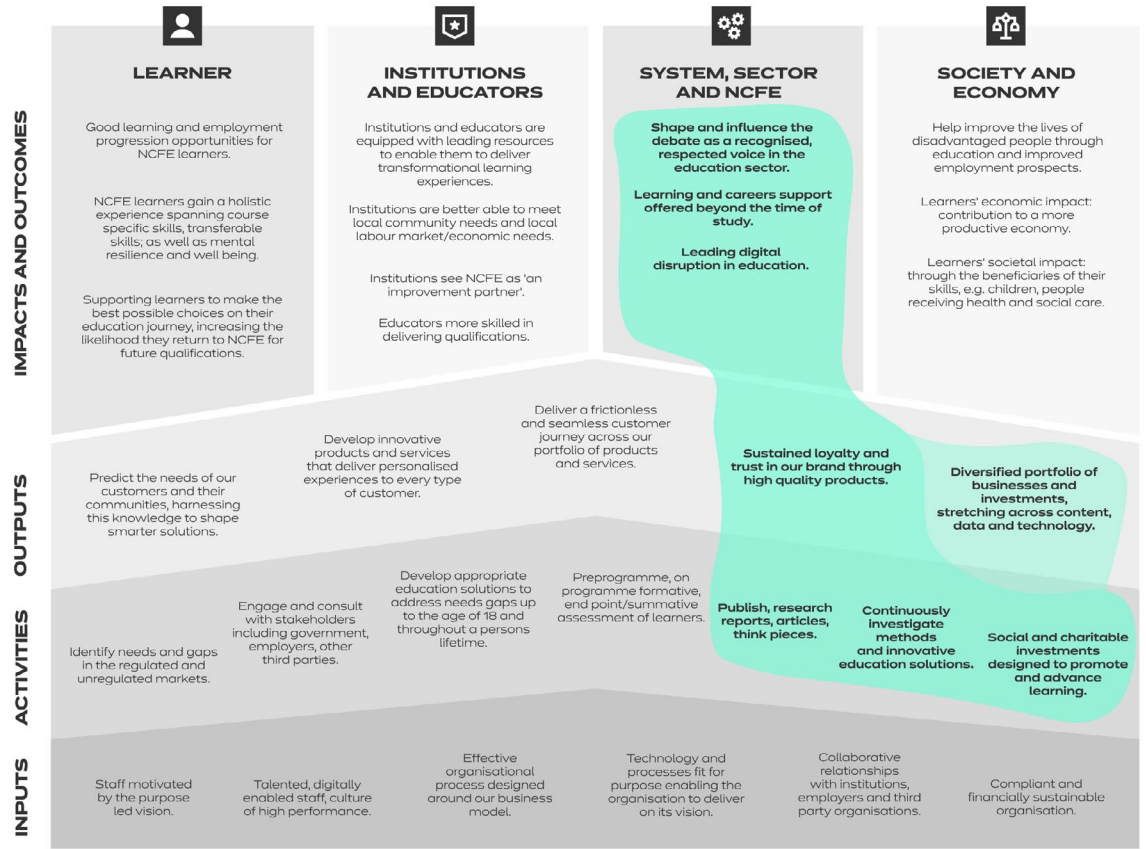 LEARNER
INSTITUTIONS
AND EDUCATORS
SYSTEM, SECTOR
AND NCFE
SOCIETY AND
ECONOMY
IMPACTS AND OUTCOMES
Good learning and employment
progression opportunities for
NCFE learners.
NCFE learners gain a holistic
experience spanning course
specific skills, transferable
skills; as well as mental
resilience and well being.
Supporting learners to make the
best possible choices on their
education journey, increasing the
likelihood they return to NCFE for
future qualifications.
Institutions and educators are
equipped with leading resources
to enable them to deliver
transformational learning
experiences.
Institutions are better able to meet
local community needs and local
labour market/economic needs.
Institutions see NCFE as 'an
improvement partner'.
Educators more skilled in
delivering qualifications.
Shape and influence the
debate as a recognised,
respected voice in the
education sector.
Learning and careers support
offered beyond the time of
study.
Leading digital
disruption in education.
Help improve the lives of
disadvantaged people through
education and improved
employment prospects.
Learners' economic impact:
contribution to a more
productive economy.
Learners' societal impact:
through the beneficiaries of their
skills, e.g. children, people
receiving health and social care.
OUTPUTS
Predict the needs of our
customers and their
communities, harnessing
this knowledge to shape
smarter solutions.
Develop innovative
products and services
that deliver personalised
experiences to every type
of customer.
Deliver a frictionless
and seamless customer
journey across our
portfolio of products
and services.
Sustained loyalty and
trust in our brand through
high quality products.
Diversified portfolio of
businesses and
investments,
stretching across content,
data and technology.
ACTIVITIES
Identify needs and gaps
in the regulated and
unregulated markets.
Engage and consult
with stakeholders
including government,
employers, other
third parties.
Develop appropriate
education solutions to
address needs gaps up
to the age of 18 and
throughout a persons
lifetime.
Preprogramme, on
programme formative,
end point/summative
assessment of learners.
Publish, research
reports, articles,
think pieces.
Continuously
investigate
methods
and innovative
education solutions.
Social and charitable
investments
designed to promote
and advance
learning.
INPUTS
Staff motivated
by the purpose
led vision.
Talented, digitally
enabled staff, culture
of high performance.
Effective
organisational
process designed
around our business
model.
Technology and
processes fit for
purpose enabling the
organisation to deliver
on its vision.
Collaborative
relationships
with institutions,
employers and third
party organisations.
Compliant and
financially sustainable
organisation.